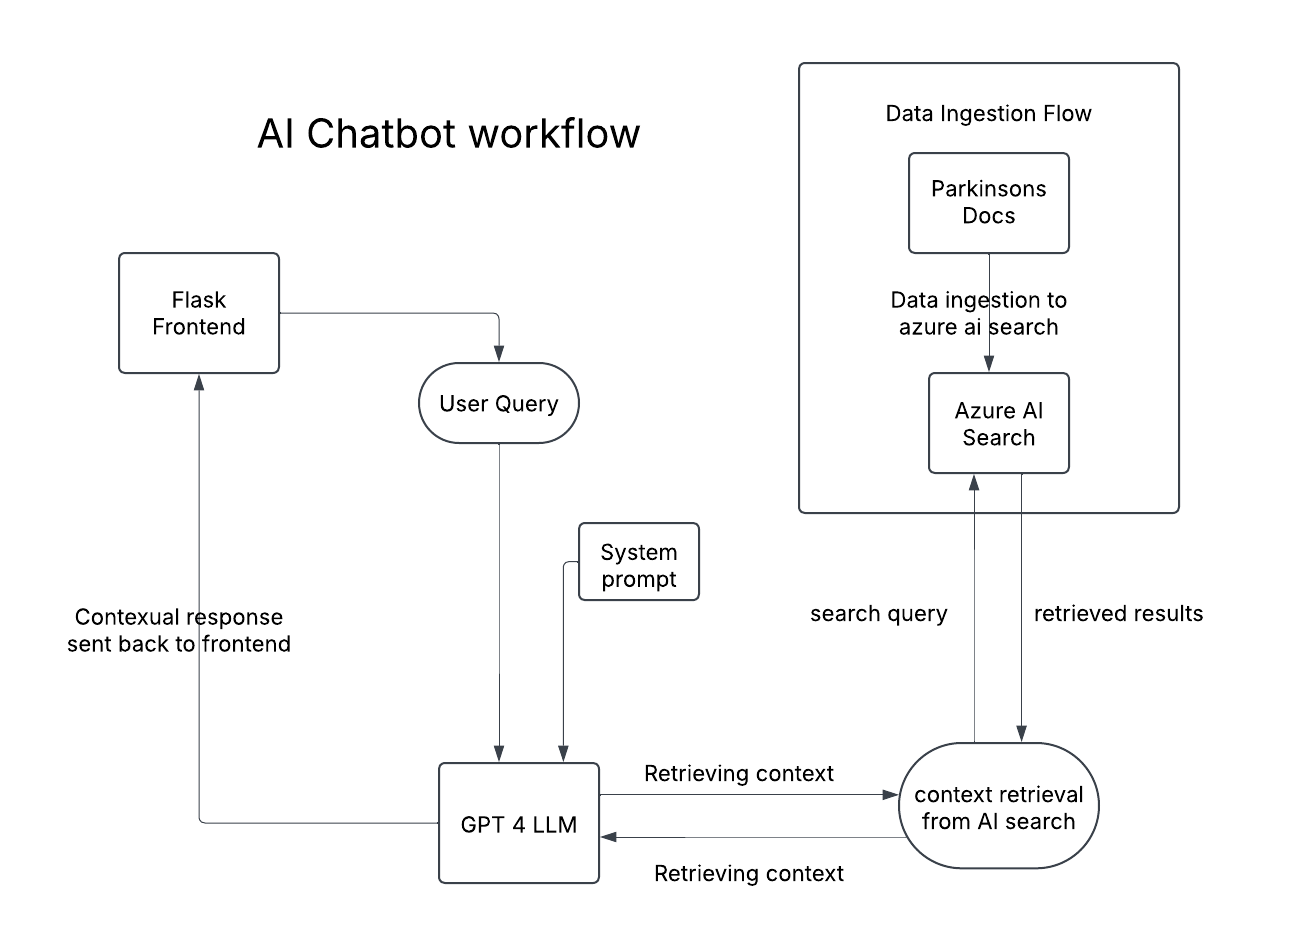 AI Chatbot workflow
Data Ingestion Flow
Parkinsons
Docs
Data ingestion to
azure ai search
Azure AI
Search
Flask
Frontend
User Query
System
prompt
Contexual response
sent back to frontend
search query
retrieved results
GPT 4 LLM
Retrieving context
Retrieving context
context retrieval
from AI search